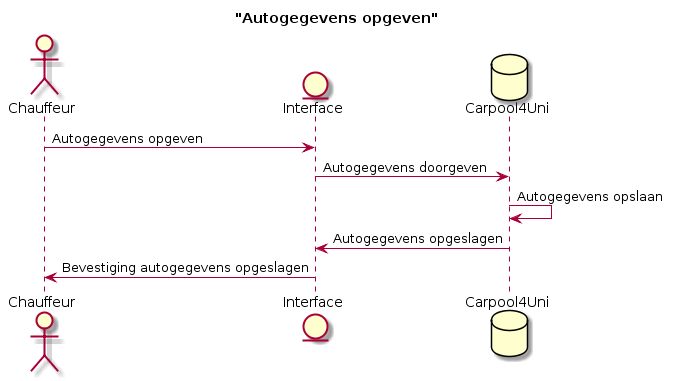 "Autogegevens opgeven"
Chauffeur
Interface
Carpool4Uni
Autogegevens opgeven
Autogegevens doorgeven
Autogegevens opslaan
Autogegevens opgeslagen
Bevestiging autogegevens opgeslagen
Chauffeur
Interface
Carpool4Uni